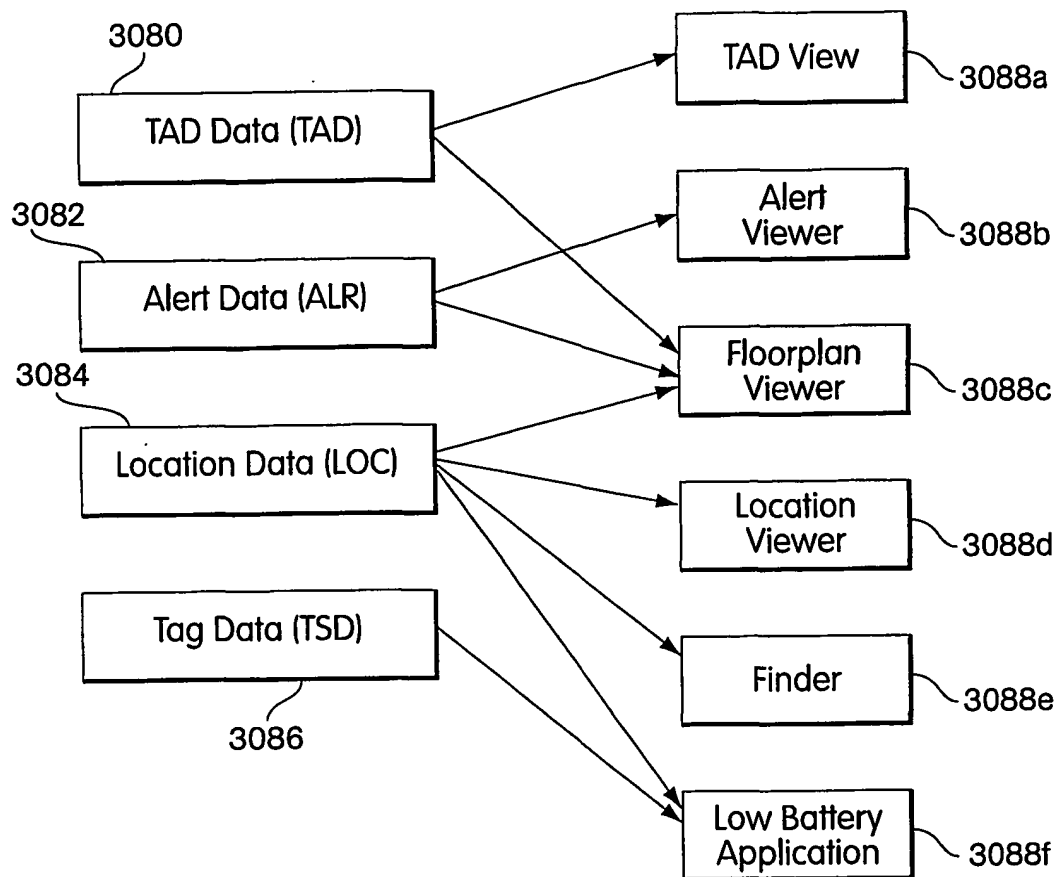 3080
TAD Data (TAD)
3082
Alert Data (ALR)
3084
Location Data (LOC)
Tag Data (TSD)
3086
TAD View
3088a
Alert
Viewer
3088b
Floorplan
Viewer
3088c
Location
Viewer
3088d
Finder
3088e
Low Battery
Application
3088f